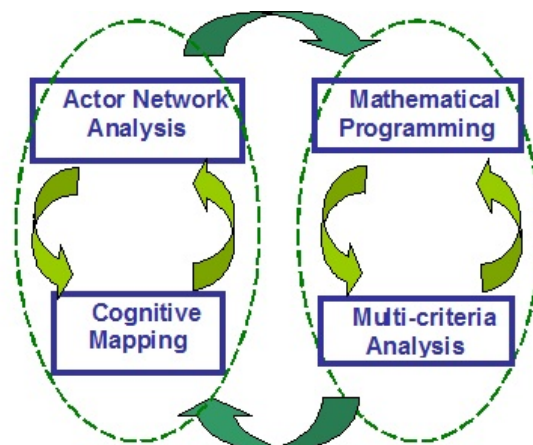 Actor Network
Analysis
Mathematical
Programming
Cognitive
Mapping
Multi-criteria
Analysis